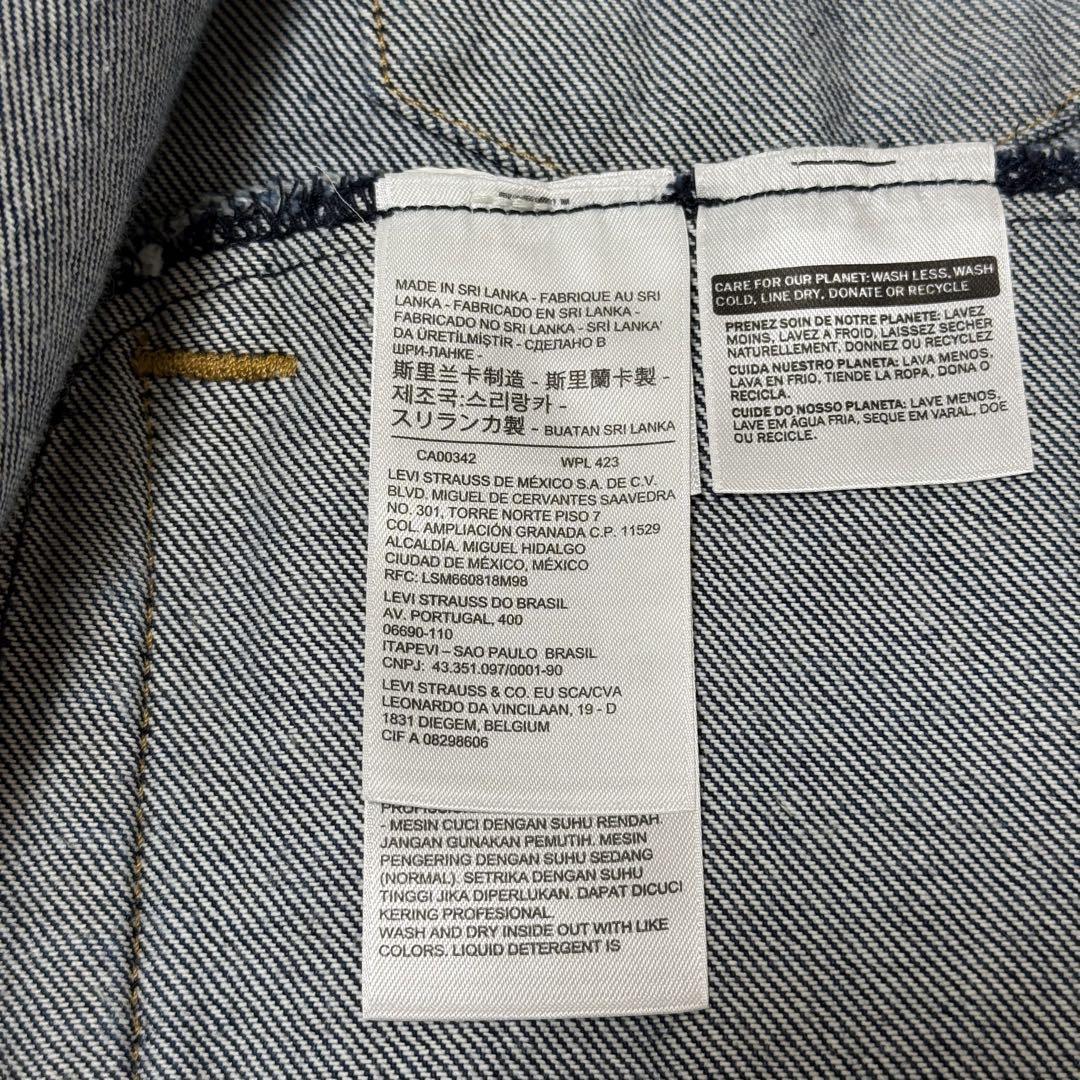 MADE IN SRI LANKA - FABRIQUE AU SRI
LANKA - FABRICADO EN SRI LANKA -
FABRICADO NO SRI LANKA - SRİ LANKA'
DA ÜRETİLMİŞTİR - СДЕЛАНО В
ШРИ-ЛАНКЕ -
斯里兰卡制造 - 斯里蘭卡製 -
제조국:스리랑카 -
スリランカ製 - BUATAN SRI LANKA
CA00342 WPL 423
LEVI STRAUSS DE MÉXICO S.A. DE C.V.
BLVD. MIGUEL DE CERVANTES SAAVEDRA
NO. 301, TORRE NORTE PISO 7
COL. AMPLIACIÓN GRANADA C.P. 11529
ALCALDÍA. MIGUEL HIDALGO
CIUDAD DE MÉXICO, MÉXICO
RFC: LSM660818M98
LEVI STRAUSS DO BRASIL
AV. PORTUGAL, 400
06690-110
ITAPEVI – SAO PAULO BRASIL
CNPJ: 43.351.097/0001-90
LEVI STRAUSS & CO. EU SCA/CVA
LEONARDO DA VINCILAAN, 19 - D
1831 DIEGEM, BELGIUM
CIF A 08298606
- MESIN CUCI DENGAN SUHU RENDAH.
JANGAN GUNAKAN PEMUTIH. MESIN
PENGERING DENGAN SUHU SEDANG
(NORMAL). SETRIKA DENGAN SUHU
TINGGI JIKA DIPERLUKAN. DAPAT DICUCI
KERING PROFESIONAL.
WASH AND DRY INSIDE OUT WITH LIKE
COLORS. LIQUID DETERGENT IS
CARE FOR OUR PLANET: WASH LESS, WASH
COLD, LINE DRY, DONATE OR RECYCLE
PRENEZ SOIN DE NOTRE PLANETE: LAVEZ
MOINS, LAVEZ A FROID, LAISSEZ SECHER
NATURELLEMENT, DONNEZ OU RECYCLEZ
CUIDA NUESTRO PLANETA: LAVA MENOS,
LAVA EN FRIO, TIENDE LA ROPA, DONA O
RECICLA.
CUIDE DO NOSSO PLANETA: LAVE MENOS,
LAVE EM ÁGUA FRIA, SEQUE EM VARAL, DOE
OU RECICLE.